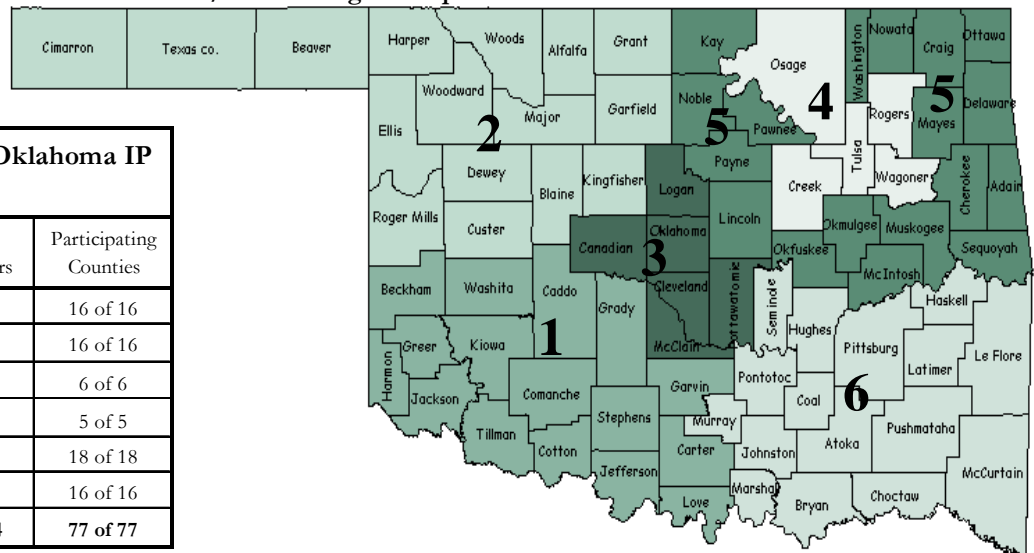 Cimarron
Texas co.
Beaver
Harper
Woods
Alfalfa
Grant
Kay
Osage
Washington
Nowata
Craig
Ottawa
Woodward
Major
Garfield
Noble
Pawnee
4
Rogers
5
Mayes
Delaware
Ellis
2
5
Oklahoma IP
Dewey
Blaine
Kingfisher
Logan
Payne
Creek
Tulsa
Wagoner
Cherokee
Adair
Roger Mills
Custer
Canadian
Oklahoma
Lincoln
Okmulgee
Muskogee
Participating
Counties
3
Okfuskee
Sequoyah
McIntosh
Beckham
Washita
Caddo
Grady
Cleveland
Seminole
Haskell
16 of 16
16 of 16
6 of 6
5 of 5
18 of 18
16 of 16
77 of 77
Harmon
Greer
Kiowa
1
McClain
Hughes
Pittsburg
Latimer
Le Flore
Jackson
Comanche
Garvin
Pontotoc
Coal
6
Tillman
Stephens
Murray
Atoka
Pushmataha
Cotton
Carter
Johnston
McCurtain
Jefferson
Love
Bryan
Choctaw